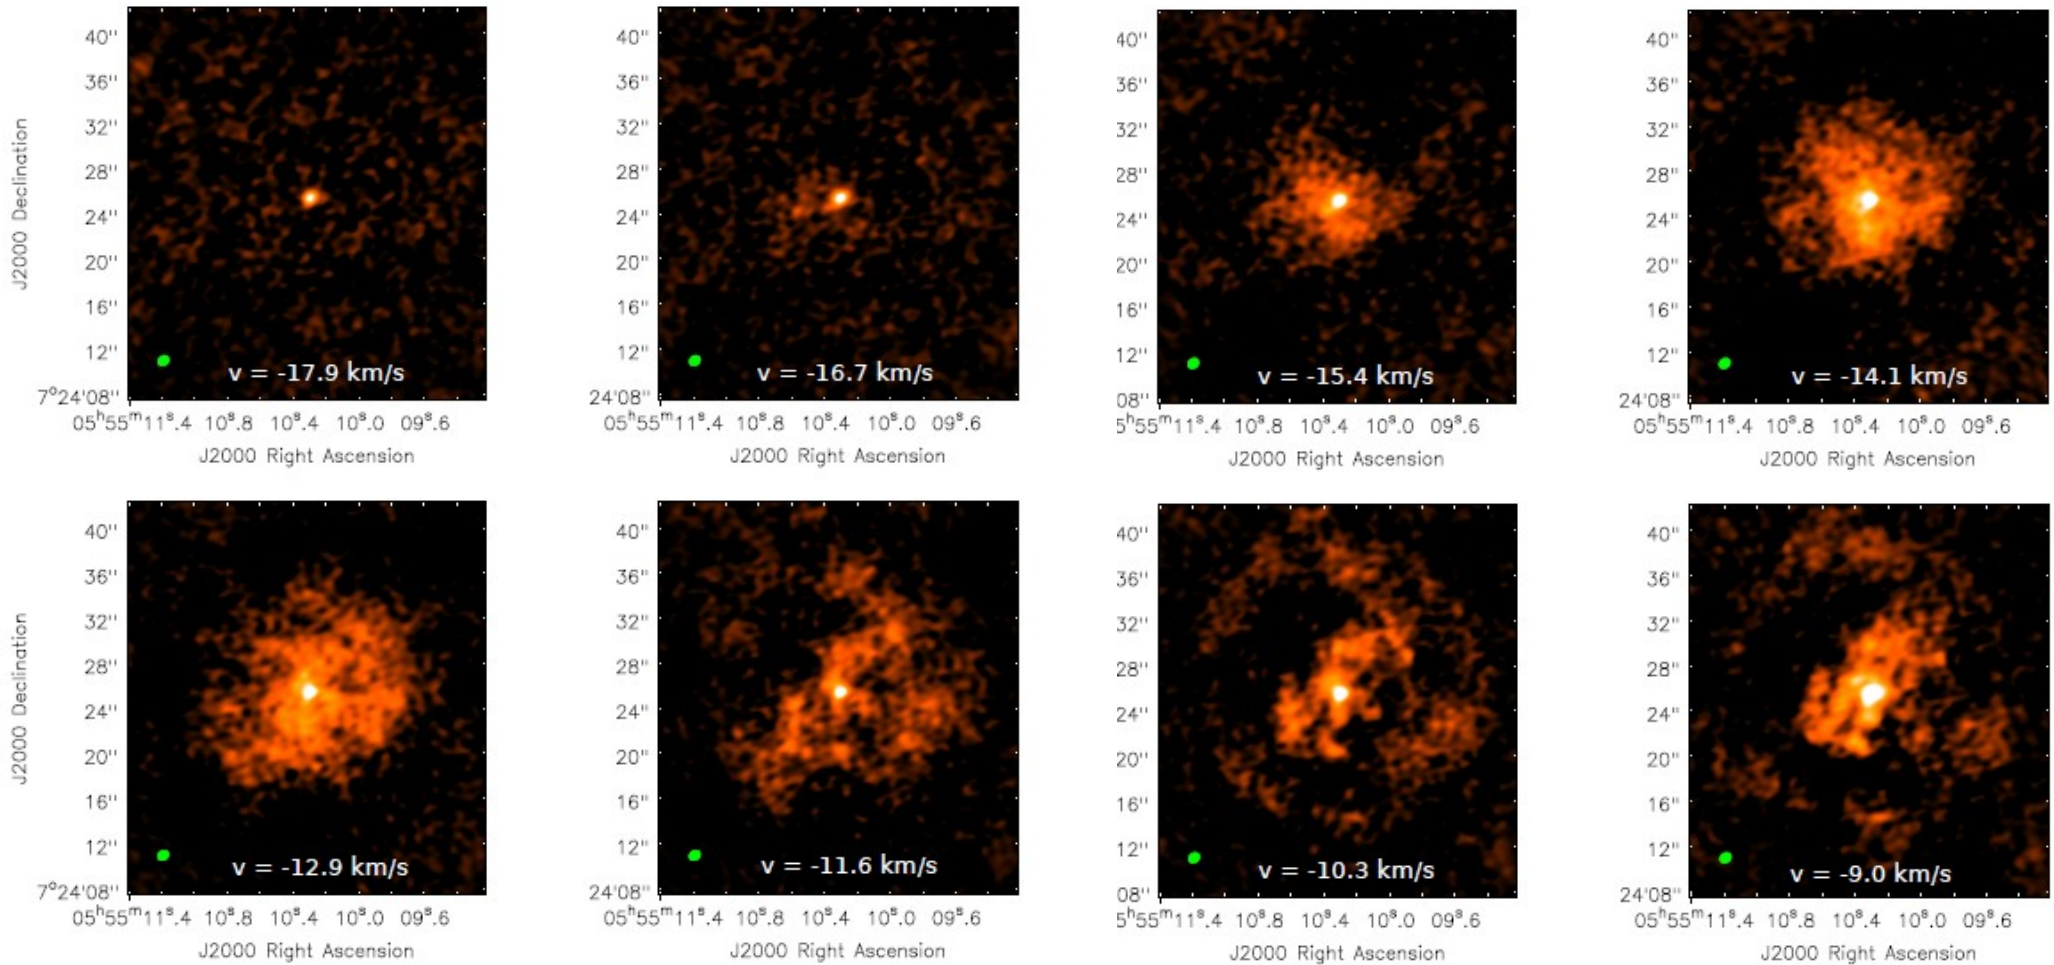 40" 40" 40" 40"
36" 36" 36" 36"
32" 32" 32" 32"
28" 28" 28" 28"
24" 24" 24" 24"
20" 20" 20" 20"
16" 16" 16" 16"
12" 12" 12" 12"
J2000 Declination
v = -17.9 km/s v = -16.7 km/s v = -15.4 km/s v = -14.1 km/s
7°24'08" 24'08" 08" 24'08"
05ʰ55ᵐ11ˢ.4 10ˢ.8 10ˢ.4 10ˢ.0 09ˢ.6 05ʰ55ᵐ11ˢ.4 10ˢ.8 10ˢ.4 10ˢ.0 09ˢ.6 5ʰ55ᵐ11ˢ.4 10ˢ.8 10ˢ.4 10ˢ.0 09ˢ.6 05ʰ55ᵐ11ˢ.4 10ˢ.8 10ˢ.4 10ˢ.0 09ˢ.6
J2000 Right Ascension J2000 Right Ascension J2000 Right Ascension J2000 Right Ascension
40" 40" 40" 40"
36" 36" 36" 36"
32" 32" 32" 32"
28" 28" 28" 28"
24" 24" 24" 24"
20" 20" 20" 20"
16" 16" 16" 16"
12" 12" 12" 12"
J2000 Declination
v = -12.9 km/s v = -11.6 km/s v = -10.3 km/s v = -9.0 km/s
7°24'08" 24'08" 08" 24'08"
05ʰ55ᵐ11ˢ.4 10ˢ.8 10ˢ.4 10ˢ.0 09ˢ.6 05ʰ55ᵐ11ˢ.4 10ˢ.8 10ˢ.4 10ˢ.0 09ˢ.6 5ʰ55ᵐ11ˢ.4 10ˢ.8 10ˢ.4 10ˢ.0 09ˢ.6 05ʰ55ᵐ11ˢ.4 10ˢ.8 10ˢ.4 10ˢ.0 09ˢ.6
J2000 Right Ascension J2000 Right Ascension J2000 Right Ascension J2000 Right Ascension